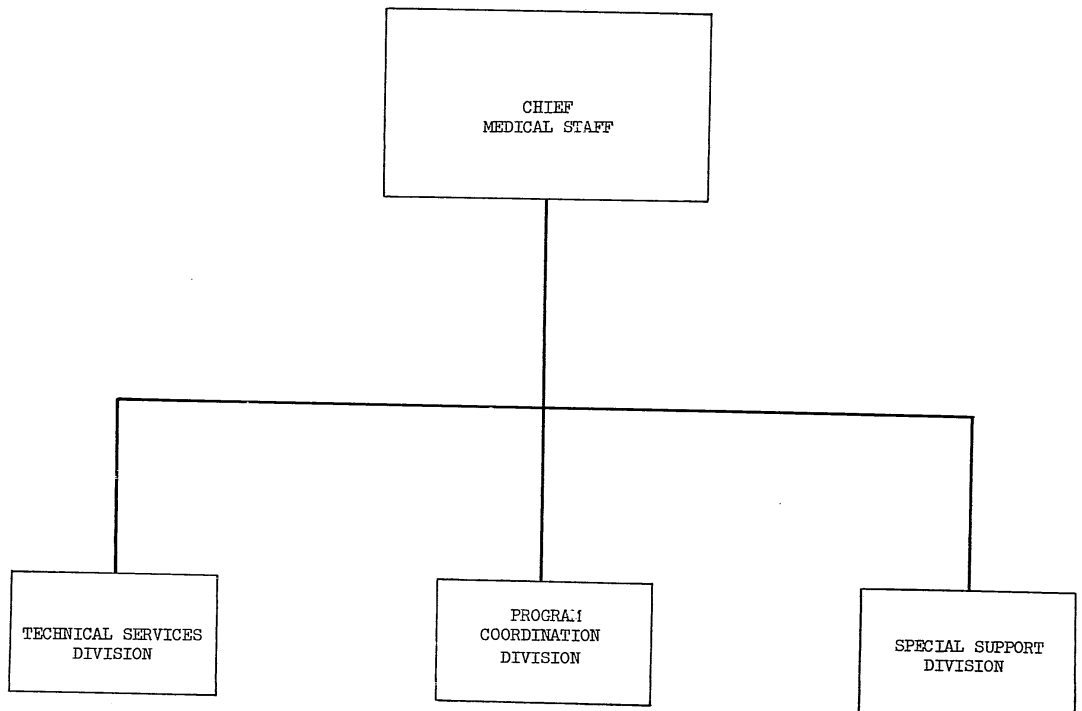 CHIEF
MEDICAL STAFF
TECHNICAL SERVICES
DIVISION
PROGRAM
COORDINATION
DIVISION
SPECIAL SUPPORT
DIVISION